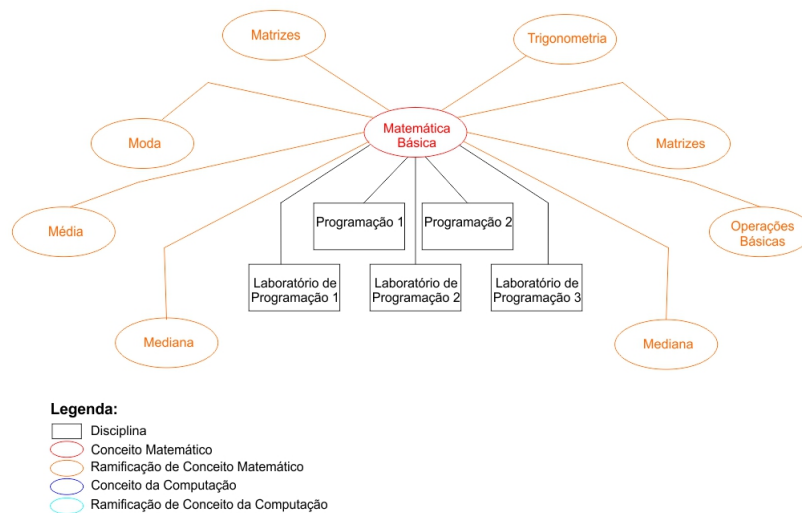 Matrizes
Trigonometria
Matemática
Básica
Moda
Matrizes
Programação 1
Programação 2
Média
Operações
Básicas
Laboratório de
Programação 1
Laboratório de
Programação 2
Laboratório de
Programação 3
Mediana
Mediana
Legenda:
Disciplina
Conceito Matemático
Ramificação de Conceito Matemático
Conceito da Computação
Ramificação de Conceito da Computação